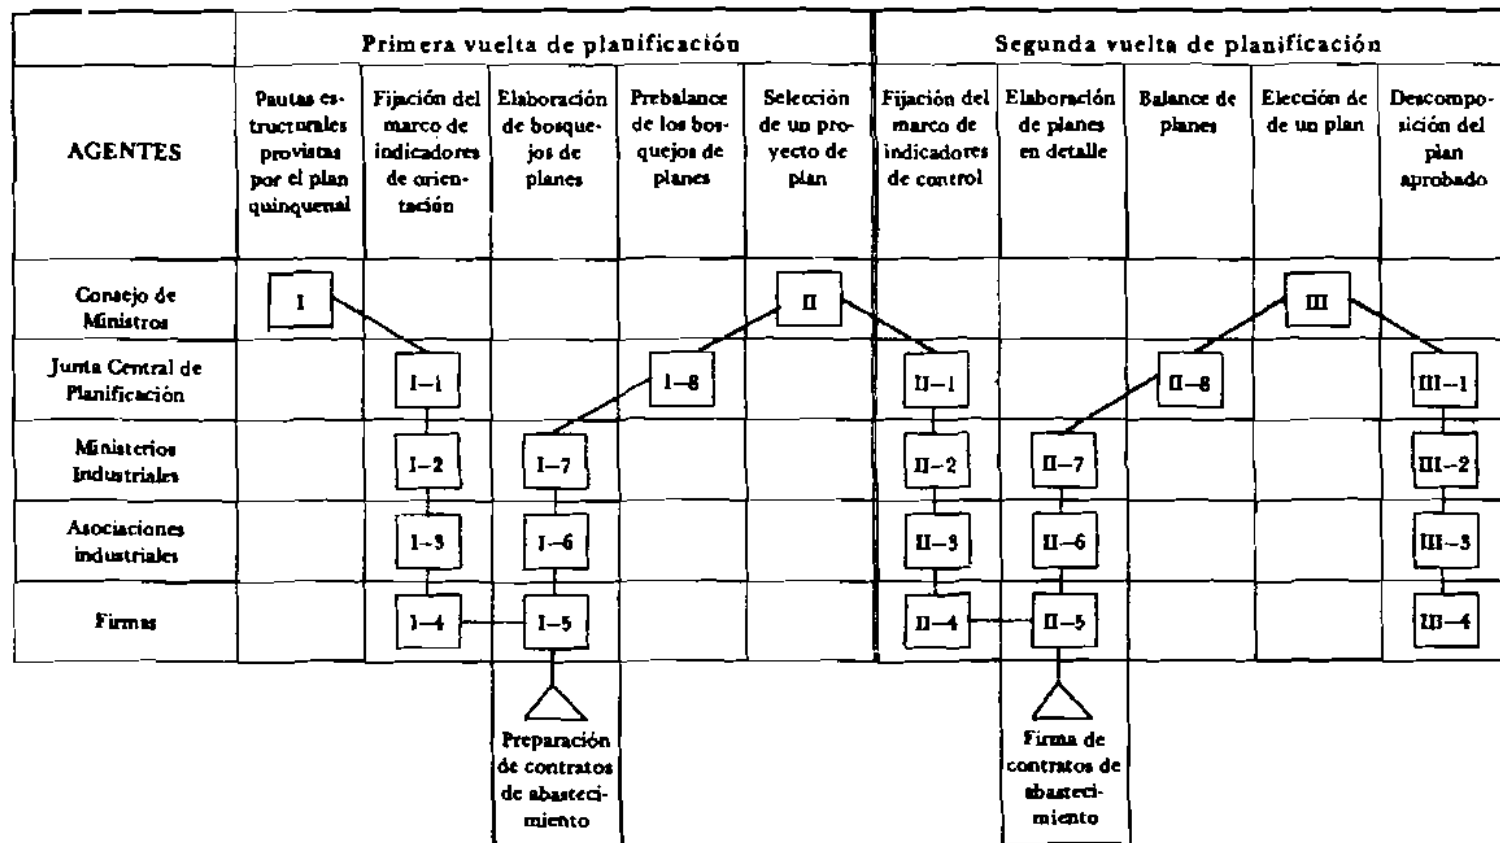 Primera vuelta de planificación
Segunda vuelta de planificación
AGENTES
Pautas es-
tructurales
provistas
por el plan
quinquenal
Fijación del
marco de
indicadores
de orien-
tación
Elaboración
de bosque-
jos de
planes
Prebalance
de los bos-
quejos de
planes
Selección
de un pro-
yecto de
plan
Fijación del
marco de
indicadores
de control
Elaboración
de planes
en detalle
Balance de
planes
Elección de
de un plan
Descompo-
sición del
plan
aprobado
Consejo de
Ministros
I
II
III
Junta Central de
Planificación
I—1
I—8
II—1
II—8
III—1
Ministerios
Industriales
I—2
I—7
II—2
II—7
III—2
Asociaciones
industriales
I—3
I—6
II—3
II—6
III—3
Firmas
I—4
I—5
II—4
II—5
III—4
Preparación
de contratos
de abasteci-
miento
Firma de
contratos de
abasteci-
miento